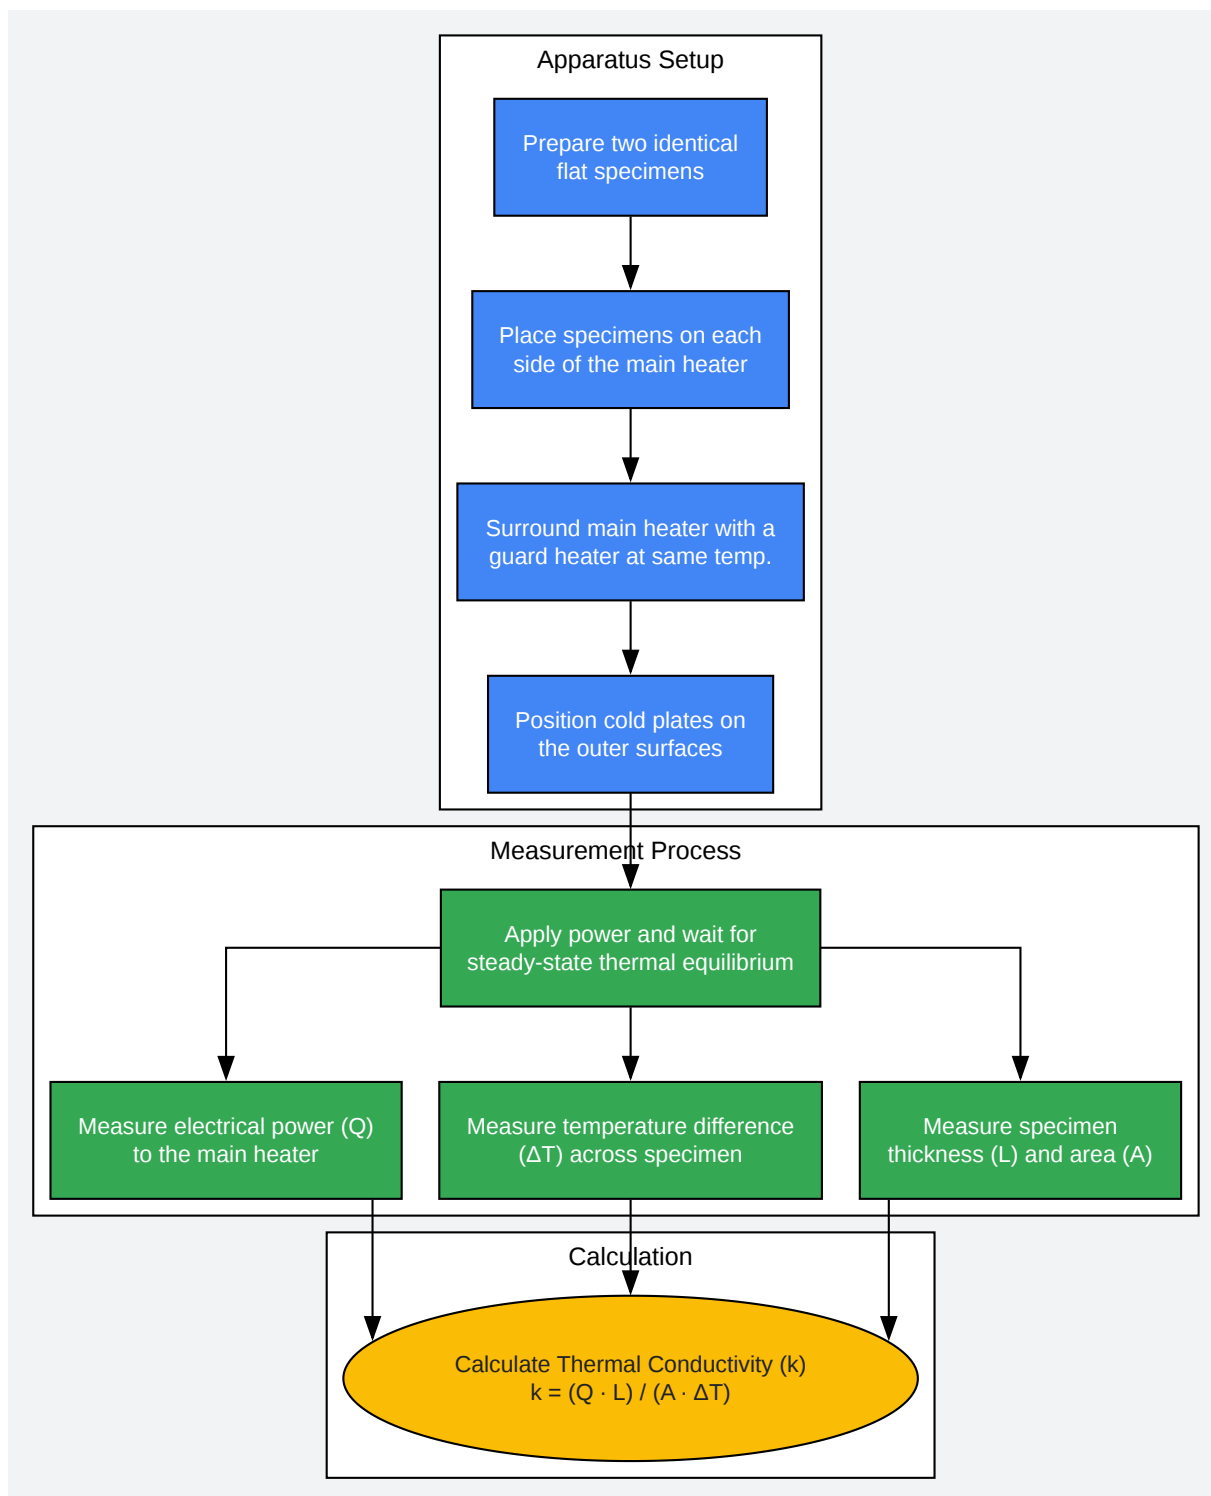 Apparatus Setup
Prepare two identical
flat specimens
Place specimens on each
side of the main heater
Surround main heater with a
guard heater at same temp.
Position cold plates on
the outer surfaces
Measurement Process
Apply power and wait for
steady-state thermal equilibrium
Measure electrical power (Q)
to the main heater
Measure temperature difference
(ΔT) across specimen
Measure specimen
thickness (L) and area (A)
Calculation
Calculate Thermal Conductivity (k)
k = (Q · L) / (A · ΔT)